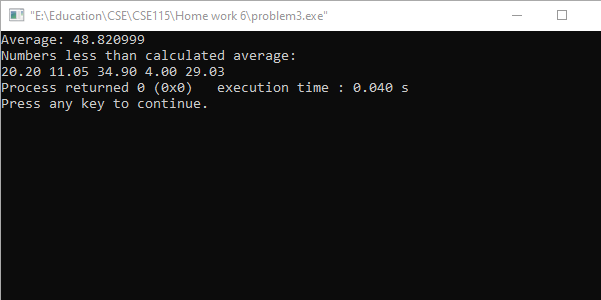 "E:\Education\CSE\CSE115\Home work 6\problem3.exe"
Average: 48.820999
Numbers less than calculated average:
20.20 11.05 34.90 4.00 29.03
Process returned 0 (0x0)   execution time : 0.040 s
Press any key to continue.